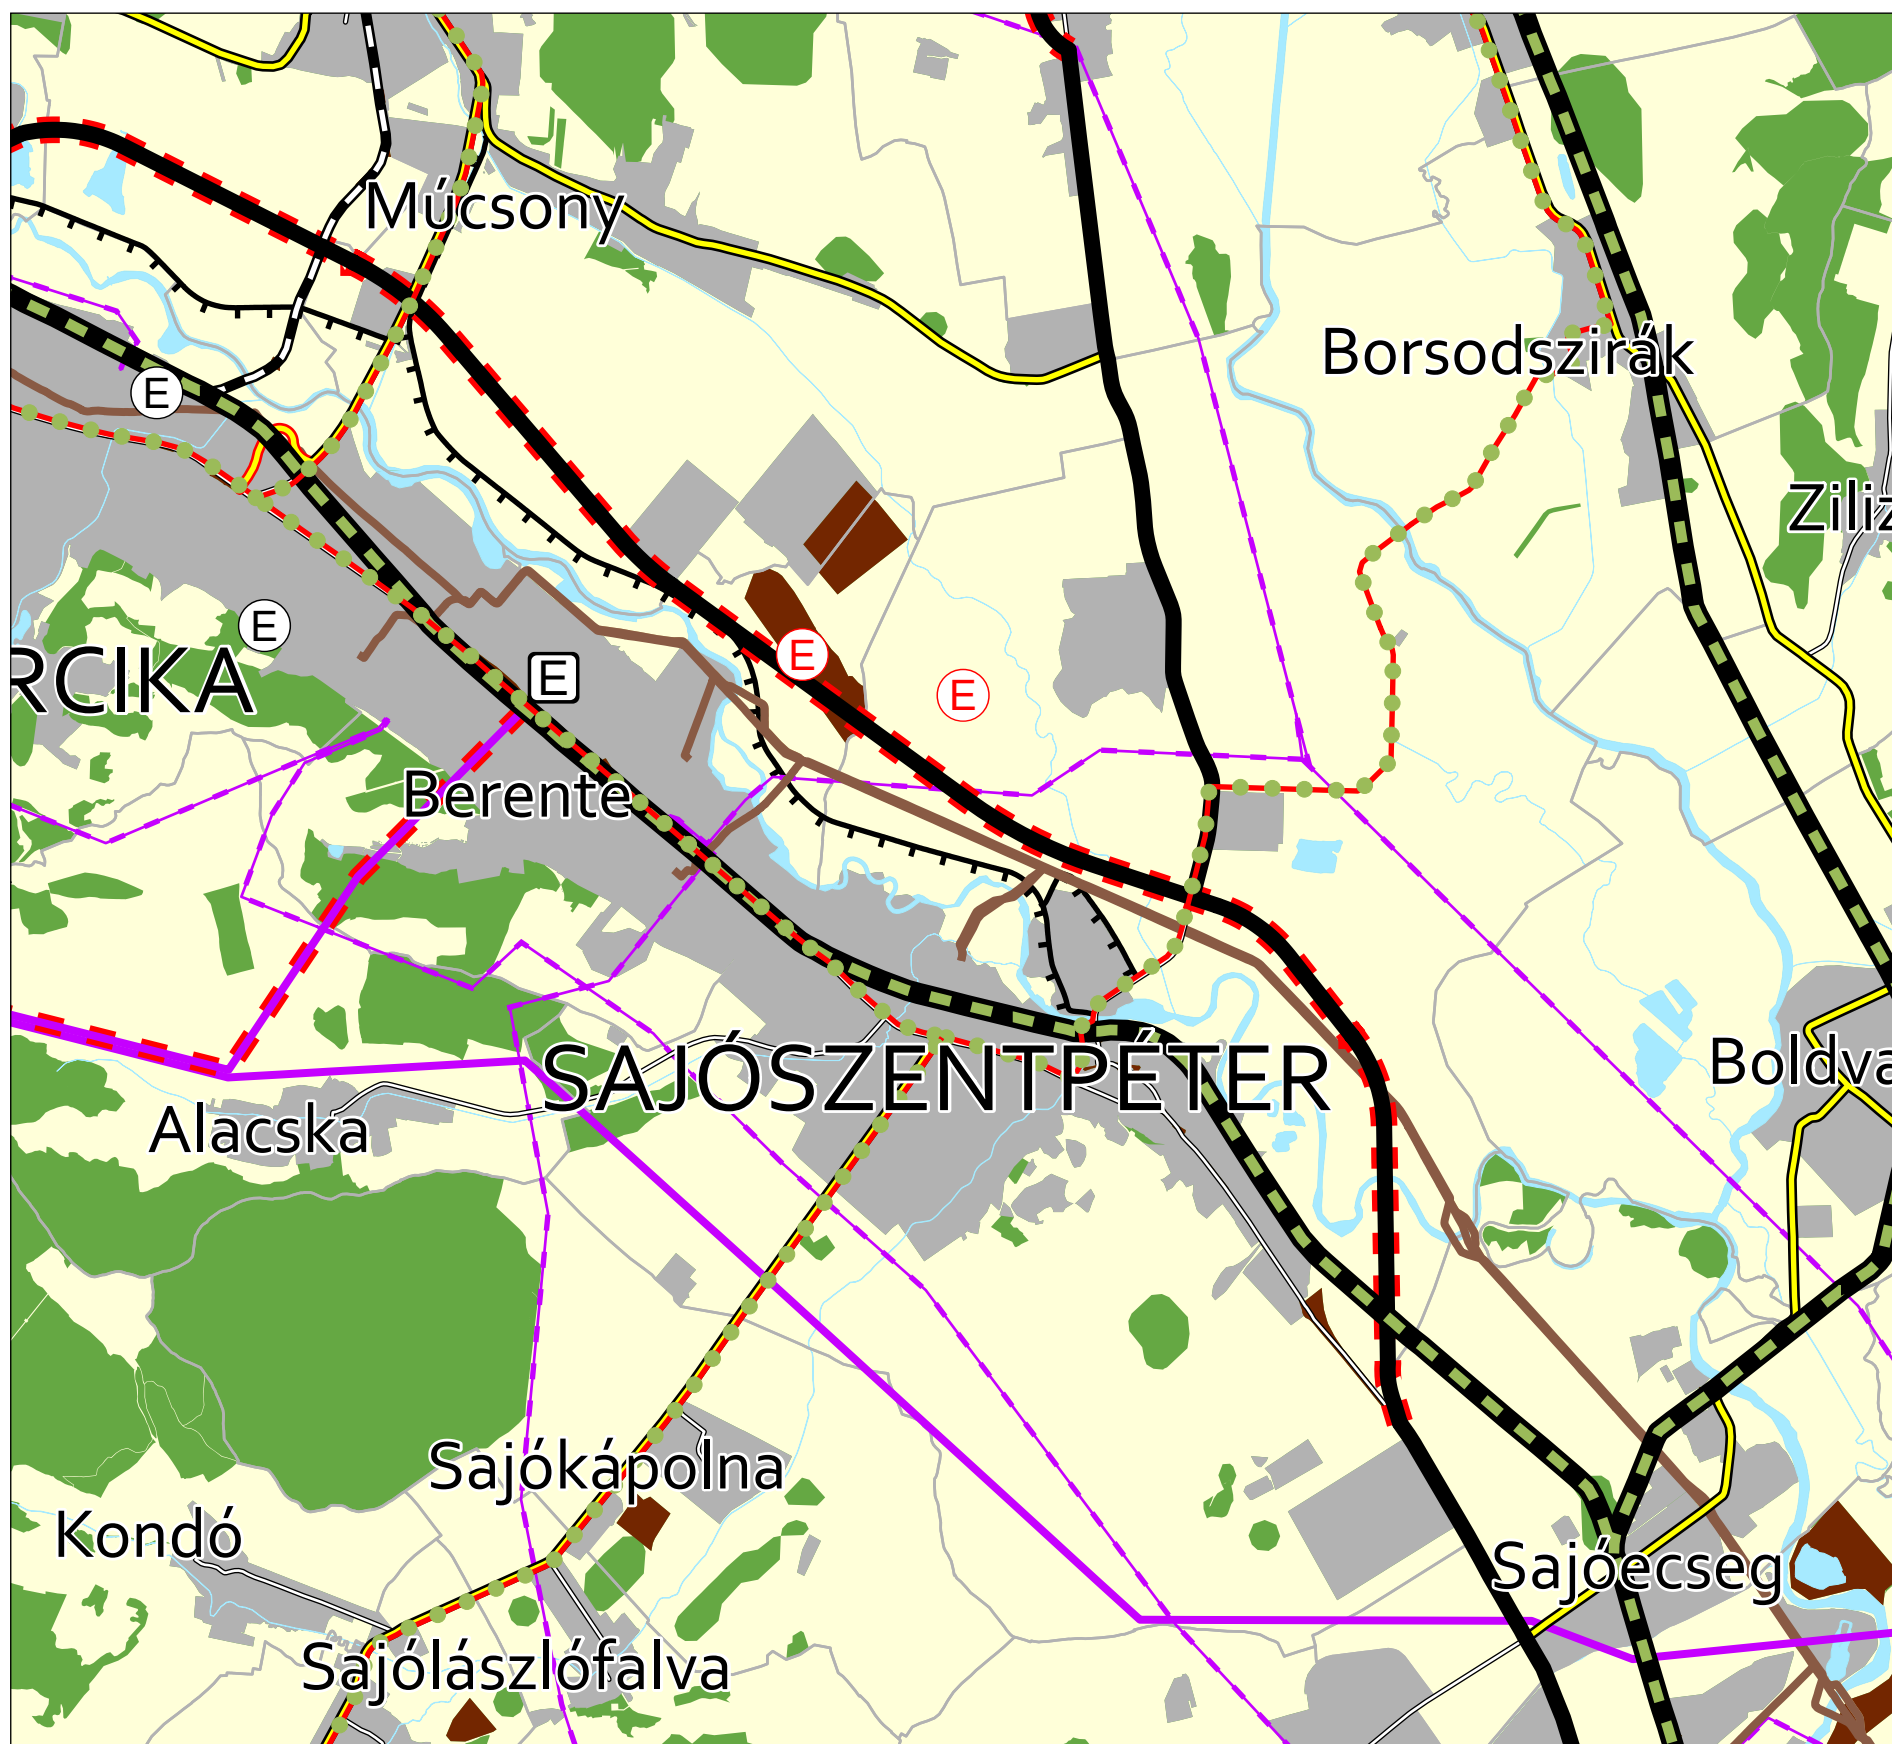 Múcsony
Borsodszirák
E
Ziliz
E
RCIKA
E
E
E
Berente
SAJÓSZENTPÉTER
Boldva
Alacska
Sajókápolna
Kondó
Sajóecseg
Sajólászlófalva